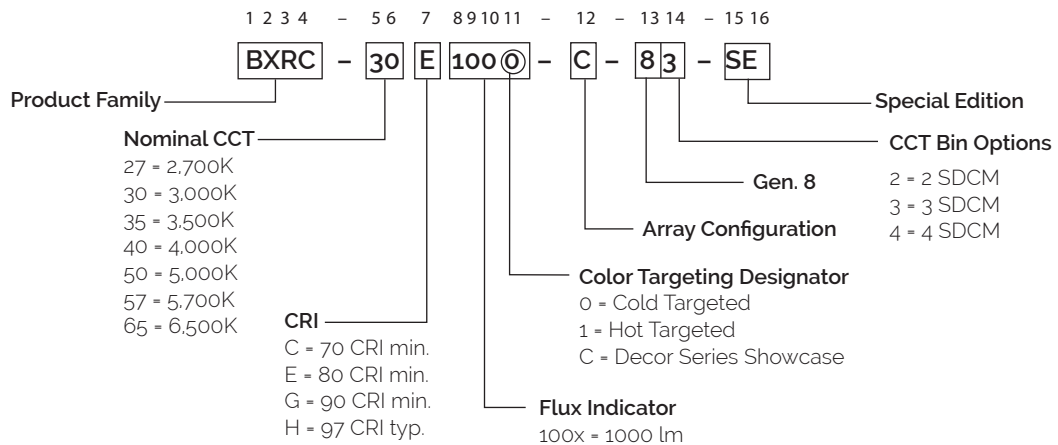 1 2 3 4 – 5 6 7 8 9 10 11 – 12 – 13 14 – 15 16
BXRC – 30 E 100 0 – C – 8 3 – SE
Product Family
Special Edition
Nominal CCT
27 = 2,700K
30 = 3,000K
35 = 3,500K
40 = 4,000K
50 = 5,000K
57 = 5,700K
65 = 6,500K
CCT Bin Options
2 = 2 SDCM
3 = 3 SDCM
4 = 4 SDCM
Gen. 8
Array Configuration
Color Targeting Designator
0 = Cold Targeted
1 = Hot Targeted
C = Decor Series Showcase
CRI
C = 70 CRI min.
E = 80 CRI min.
G = 90 CRI min.
H = 97 CRI typ.
Flux Indicator
100x = 1000 lm